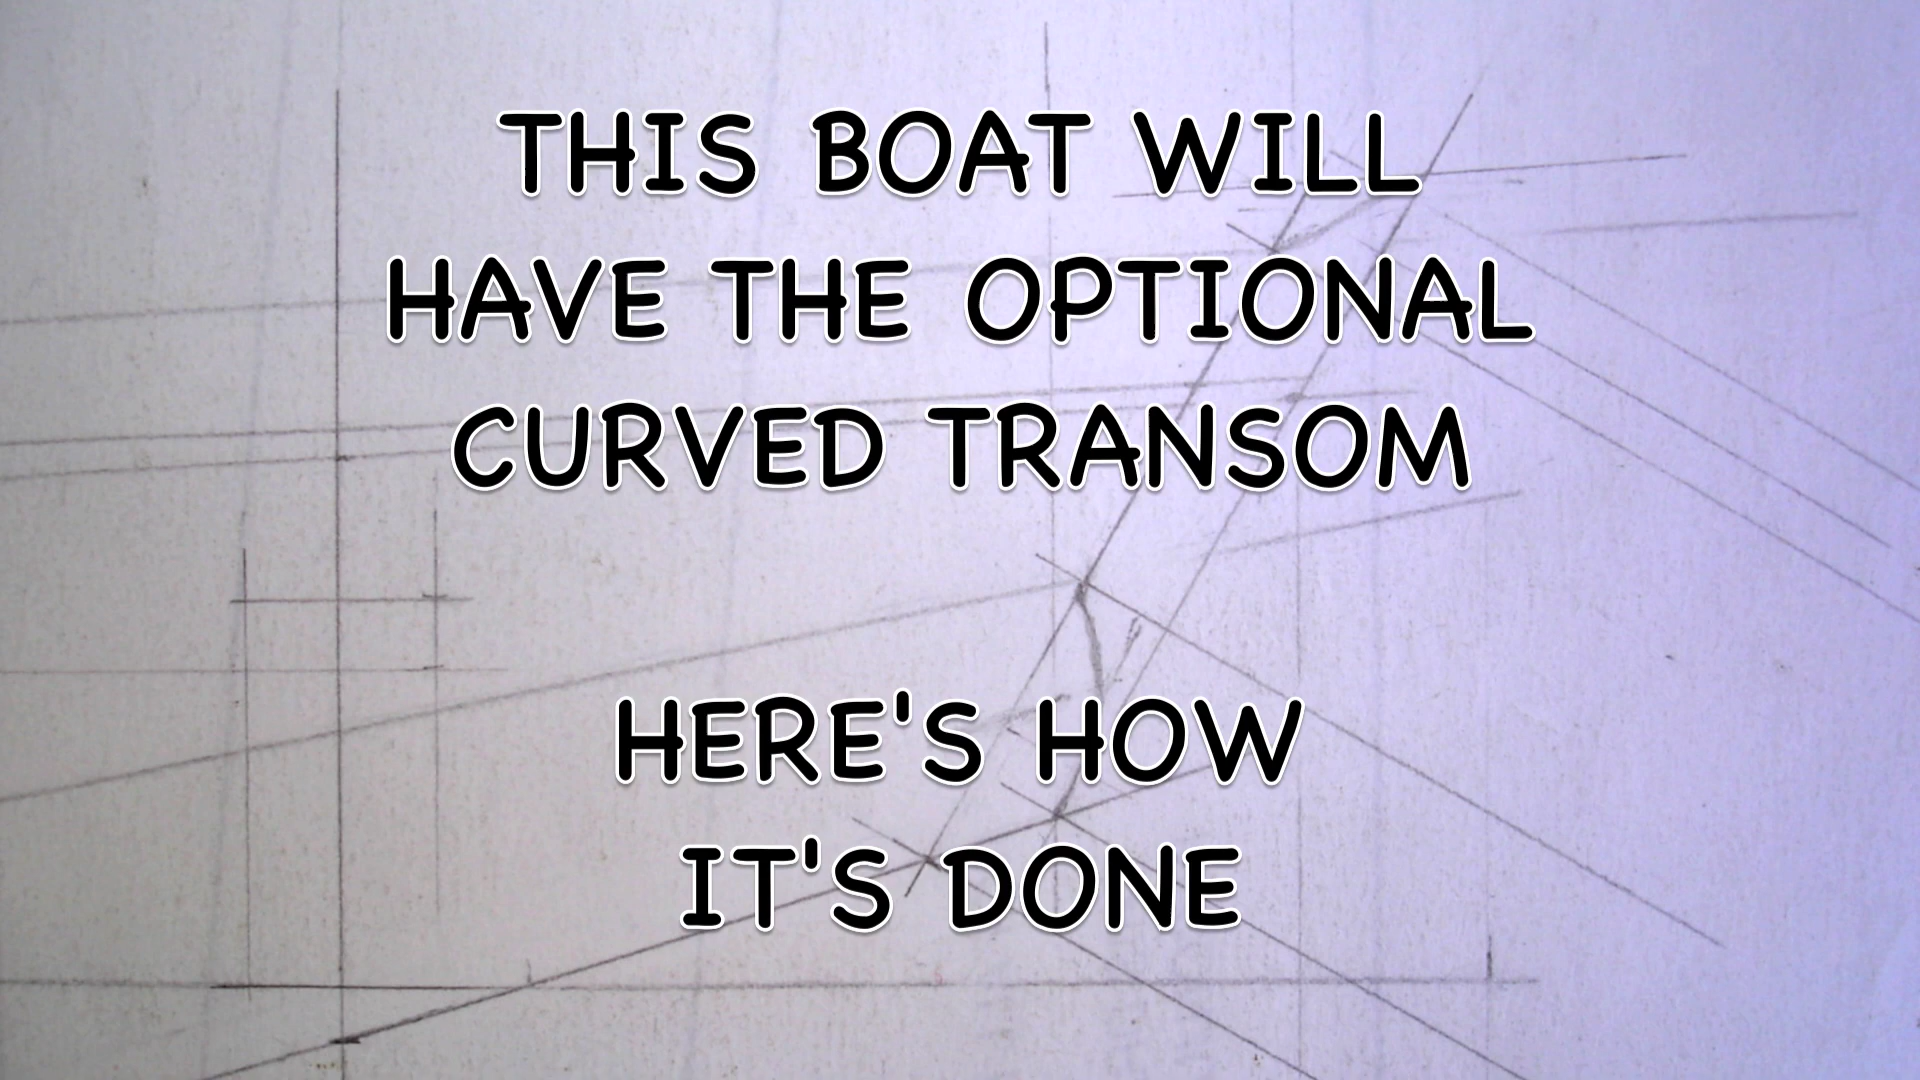 THIS BOAT WILL
HAVE THE OPTIONAL
CURVED TRANSOM
HERE'S HOW
IT'S DONE